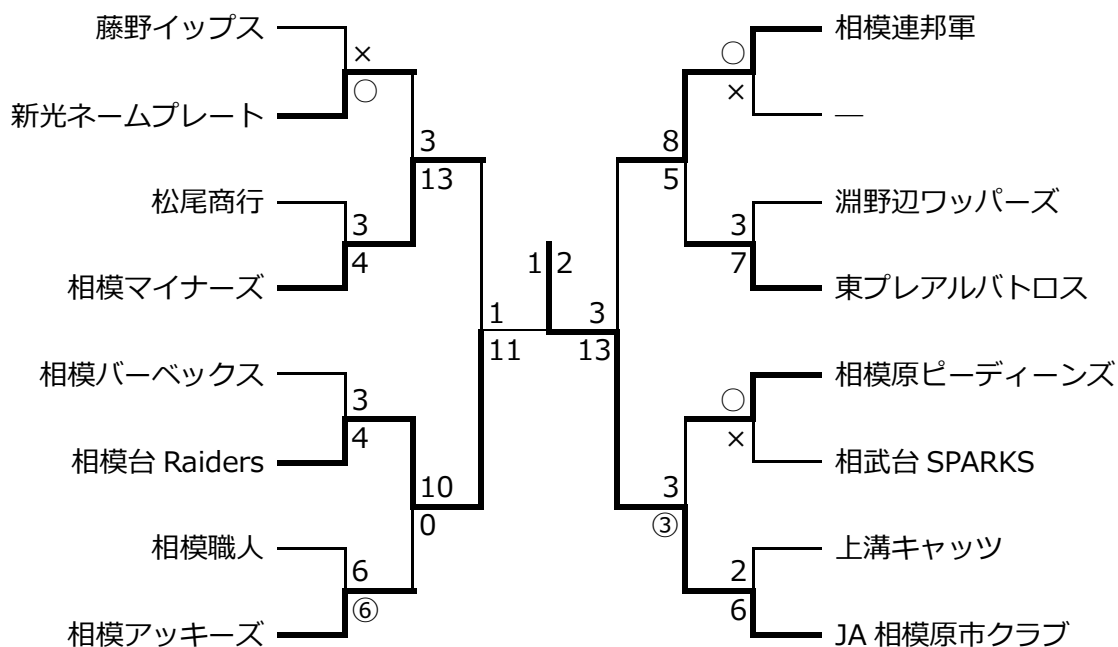 藤野イップス
×
○
新光ネームプレート
3
13
松尾商行
3
4
相模マイナーズ
1
11
相模バーベックス
3
4
相模台 Raiders
10
0
相模職人
6
⑥
相模アッキーズ
1 2
相模連邦軍
○
×
―
8
5
淵野辺ワッパーズ
3
7
東プレアルバトロス
3
13
相模原ピーディーンズ
○
×
相武台 SPARKS
3
③
上溝キャッツ
2
6
JA 相模原市クラブ